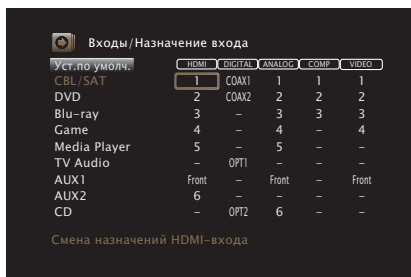 Входы/Назначение входа
Уст.по умолч. HDMI DIGITAL ANALOG COMP VIDEO
CBL/SAT 1 COAX1 1 1 1
DVD 2 COAX2 2 2 2
Blu-ray 3 – 3 3 3
Game 4 – 4 – 4
Media Player 5 – 5 – –
TV Audio – OPT1 – – –
AUX1 Front – Front – Front
AUX2 6 – – – –
CD – OPT2 6 – –
Смена назначений HDMI-входа